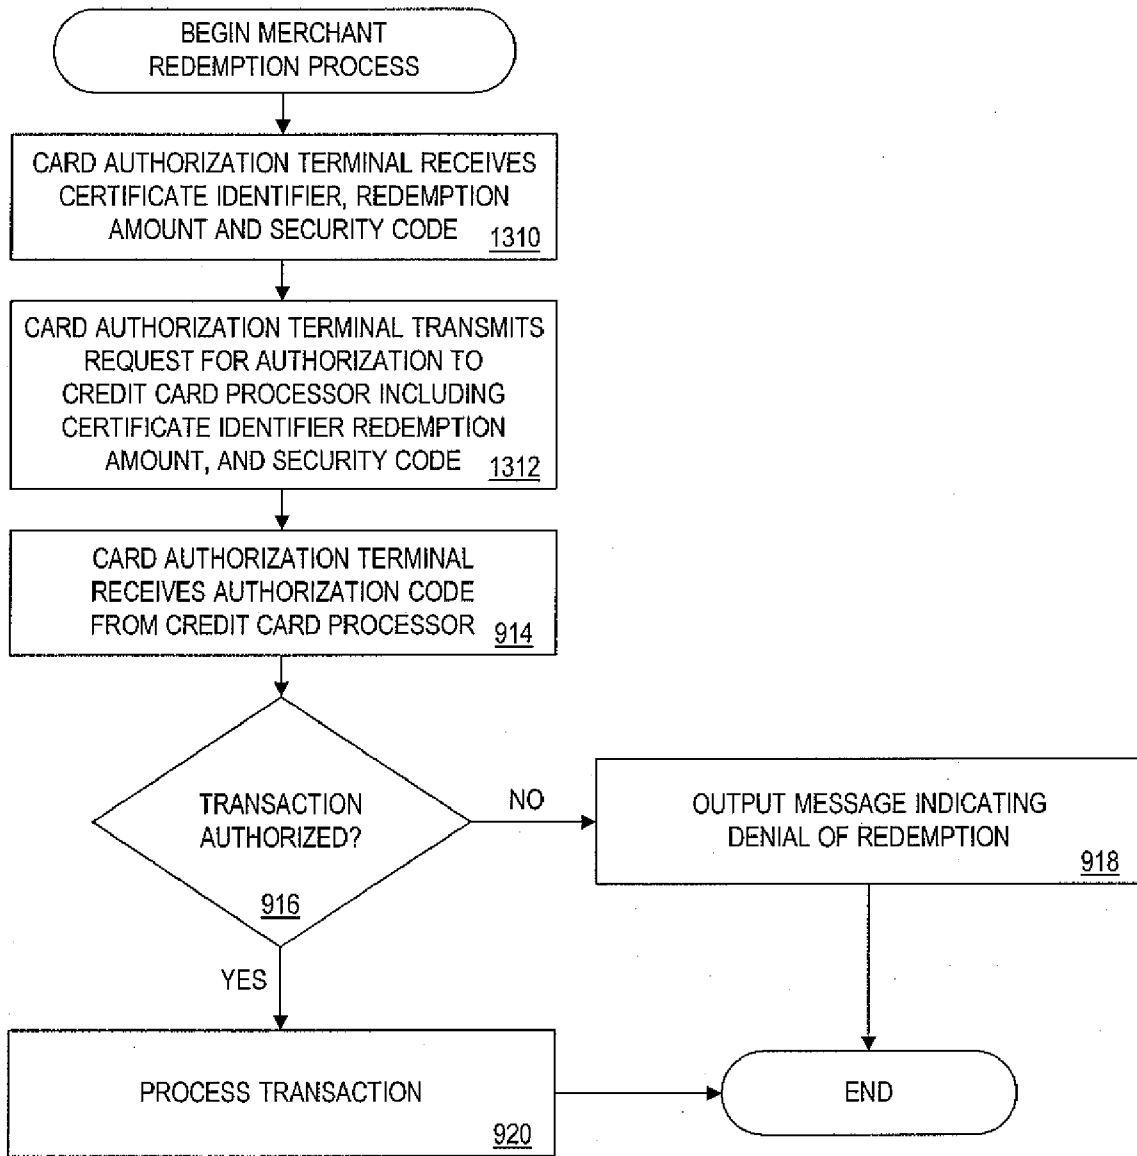 BEGIN MERCHANT
REDEMPTION PROCESS
CARD AUTHORIZATION TERMINAL RECEIVES
CERTIFICATE IDENTIFIER, REDEMPTION
AMOUNT AND SECURITY CODE
1310
CARD AUTHORIZATION TERMINAL TRANSMITS
REQUEST FOR AUTHORIZATION TO
CREDIT CARD PROCESSOR INCLUDING
CERTIFICATE IDENTIFIER REDEMPTION
AMOUNT, AND SECURITY CODE
1312
CARD AUTHORIZATION TERMINAL
RECEIVES AUTHORIZATION CODE
FROM CREDIT CARD PROCESSOR
914
TRANSACTION
AUTHORIZED?
916
NO
OUTPUT MESSAGE INDICATING
DENIAL OF REDEMPTION
918
YES
PROCESS TRANSACTION
920
END